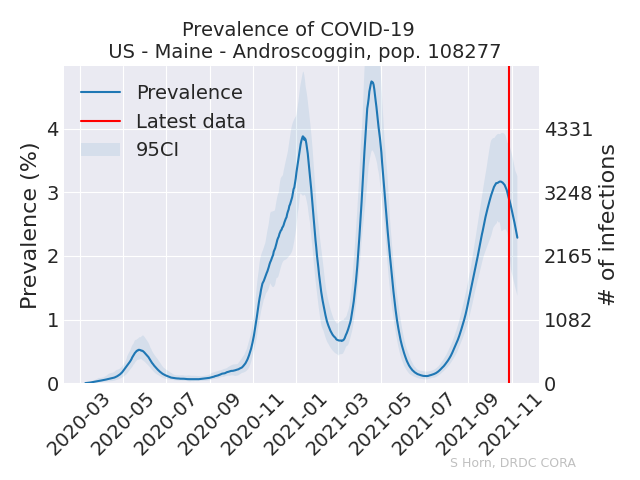 Prevalence of COVID-19
US - Maine - Androscoggin, pop. 108277
Prevalence
Latest data
95CI
Prevalence (%)
4
3
2
1
0
4331
3248
2165
1082
0
# of infections
2020-03
2020-05
2020-07
2020-09
2020-11
2021-01
2021-03
2021-05
2021-07
2021-09
2021-11
S Horn, DRDC CORA